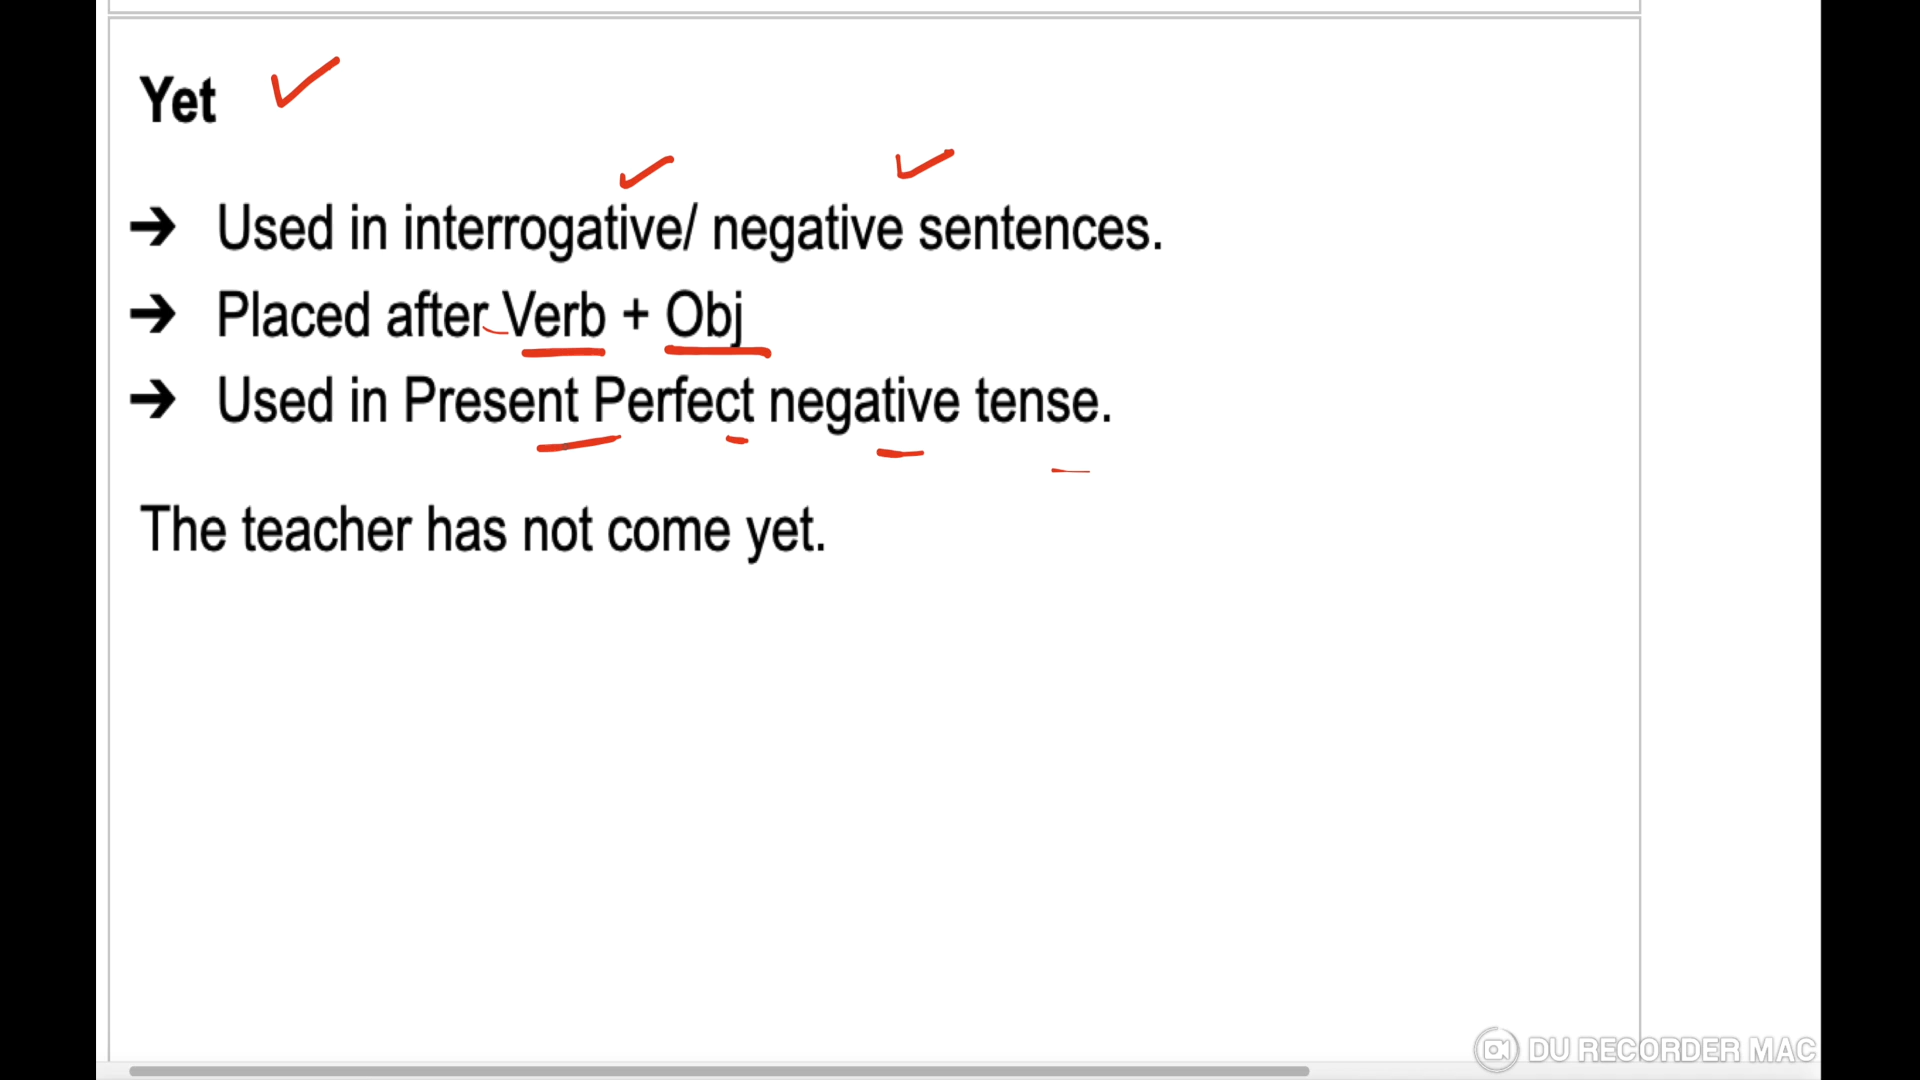 Yet
➔ Used in interrogative/ negative sentences.
➔ Placed after Verb + Obj
➔ Used in Present Perfect negative tense.
The teacher has not come yet.
DU RECORDER MAC